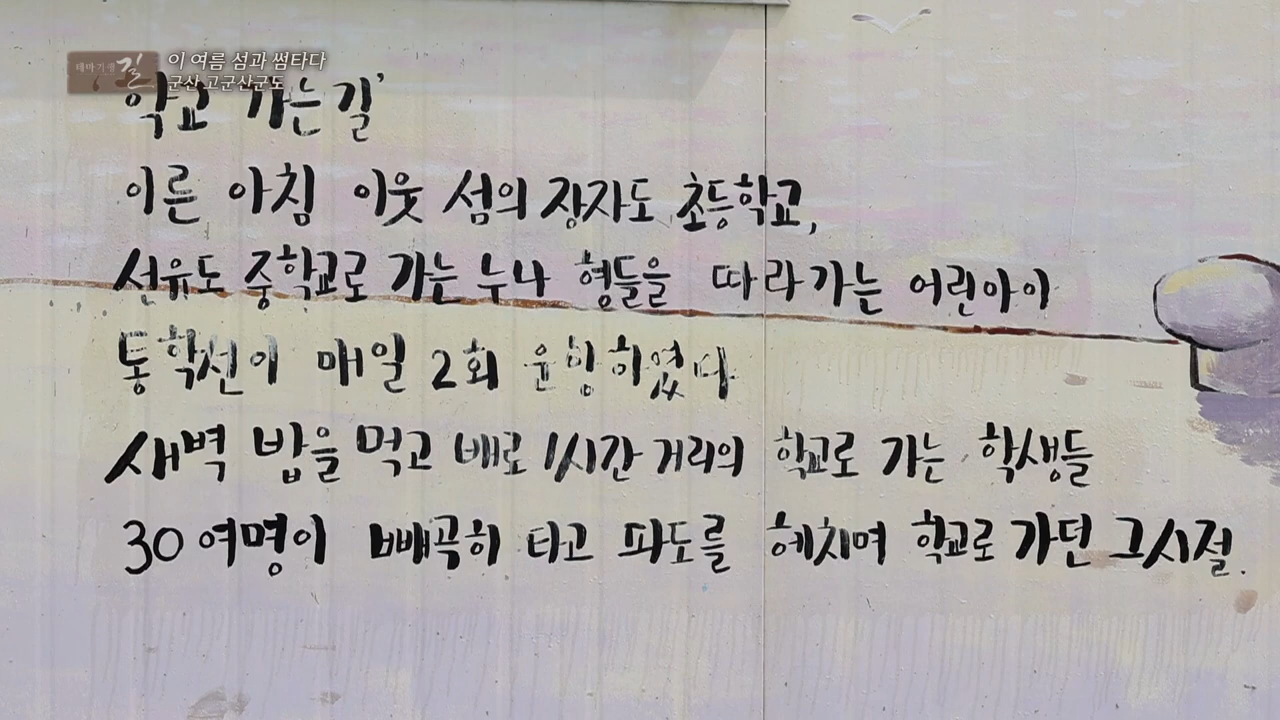 테마기행 길
이 여름 섬과 썸타다
군산 고군산군도
'학교 가는길'
이른 아침 이웃 섬의 장자도 초등학교,
선유도 중학교로 가는 누나 형들을 따라가는 어린아이
통학선이 매일 2회 운항하였다
새벽 밥을 먹고 배로 1시간 거리의 학교로 가는 학생들
30여명이 빼곡히 타고 파도를 헤치며 학교로 가던 그시절.